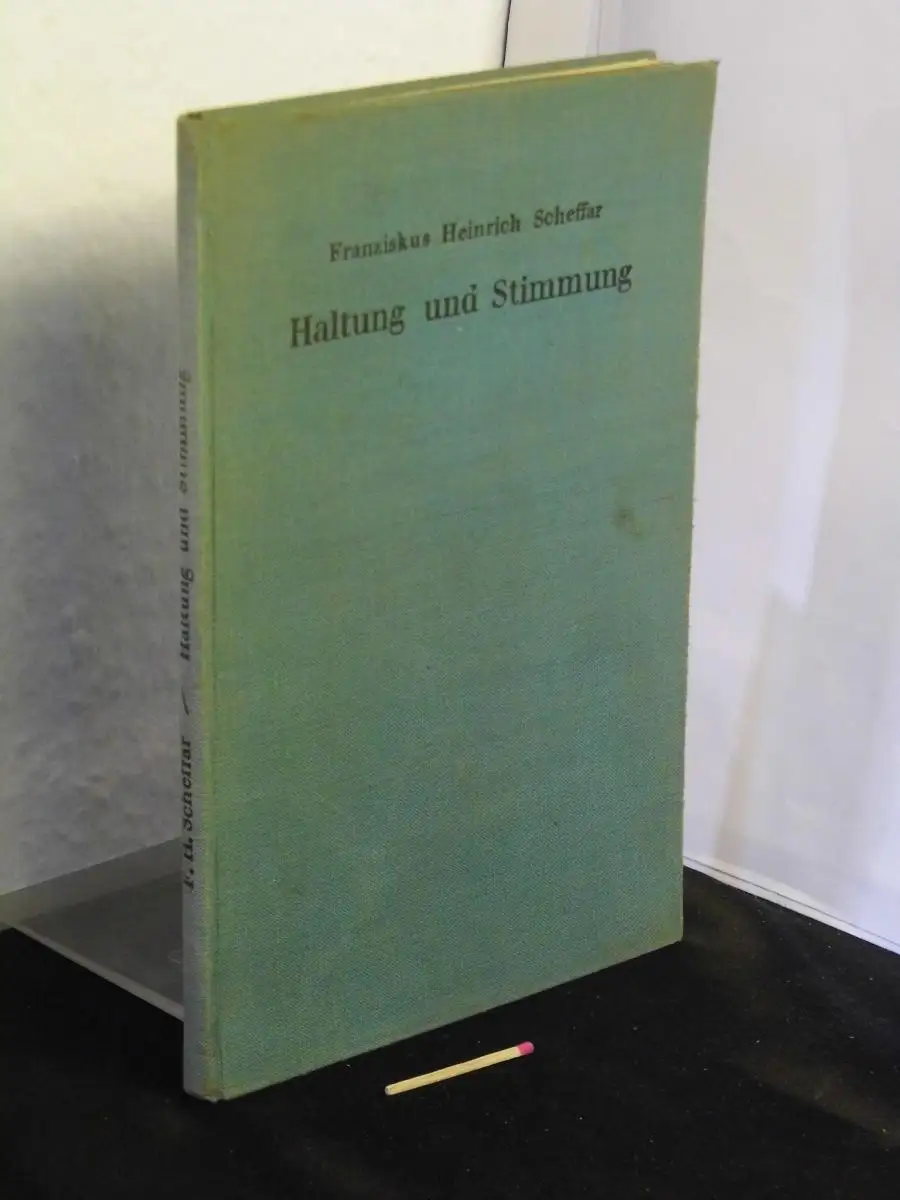 Franziskus Heinrich Scheffar
Haltung und Stimmung
F. H. Scheffar / Haltung und Stimmung